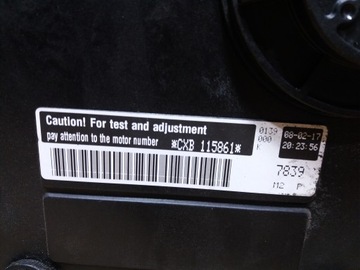 Caution! For test and adjustment
pay attention to the motor number *CXB 115861*
0139
000
K
08-02-17
20:23:56
7839
M2 P